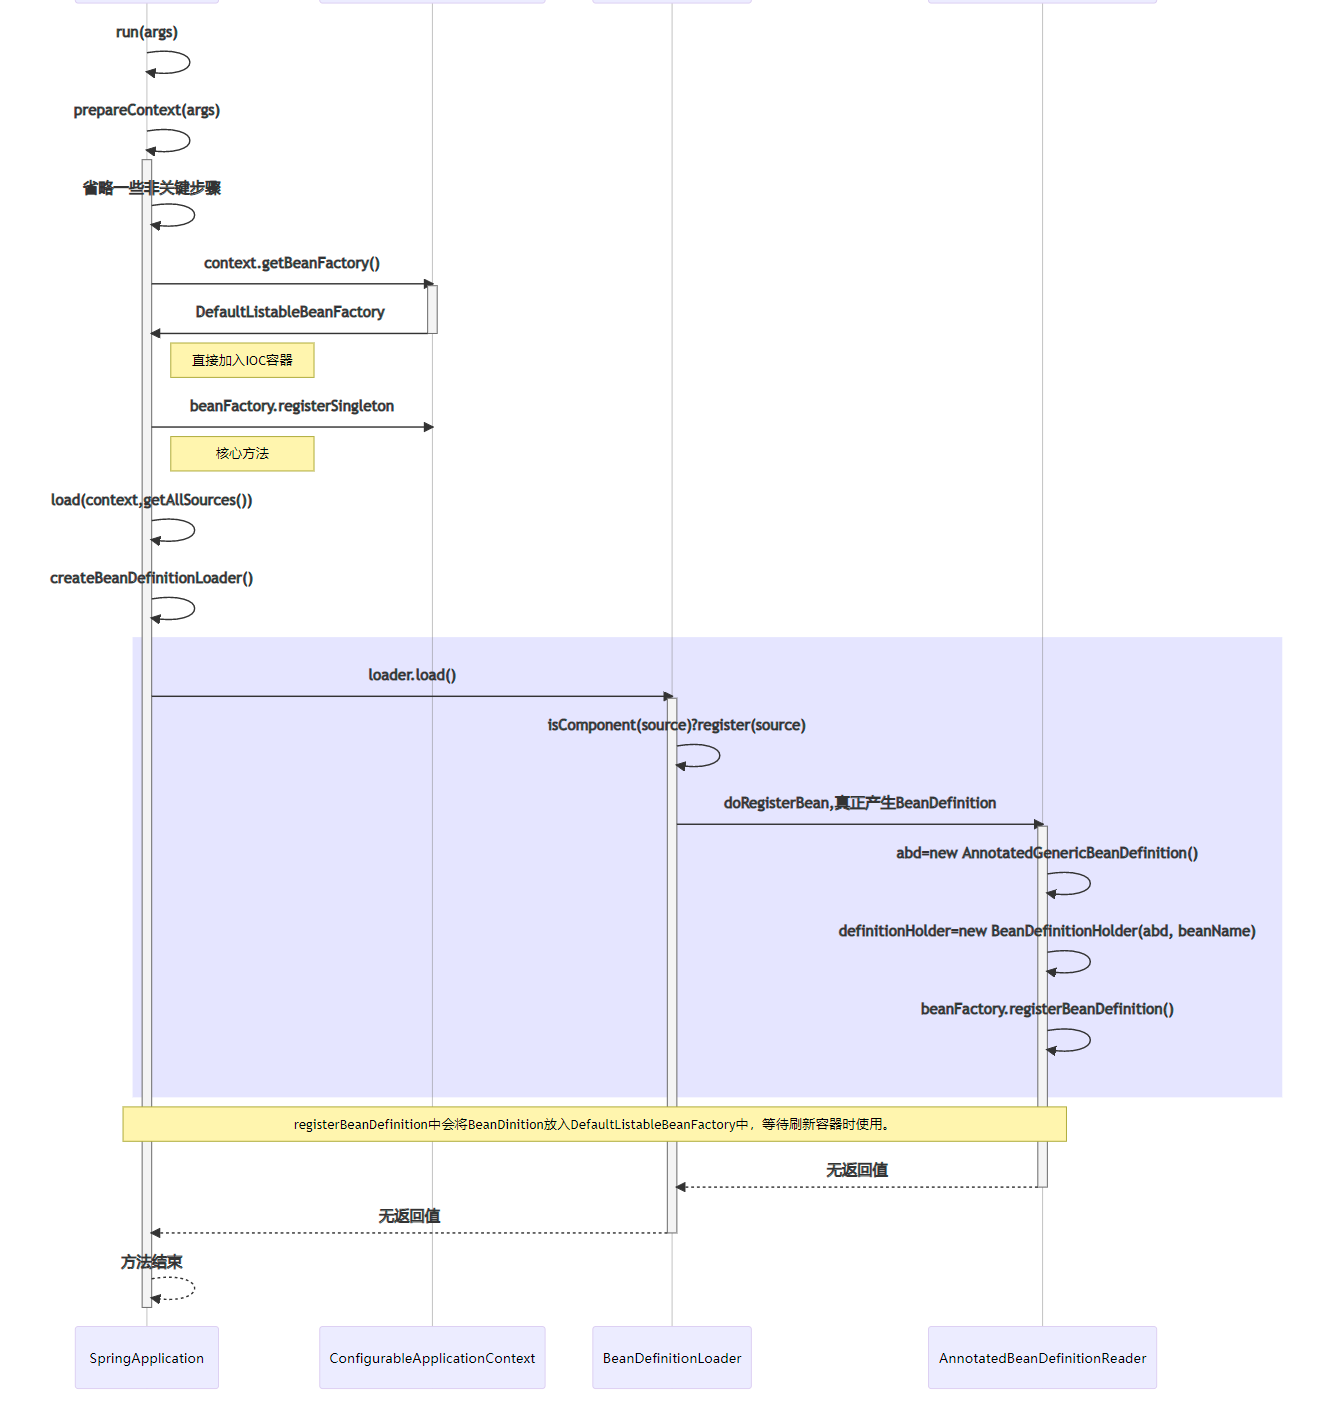 run(args)
prepareContext(args)
省略一些非关键步骤
context.getBeanFactory()
DefaultListableBeanFactory
直接加入IOC容器
beanFactory.registerSingleton
核心方法
load(context,getAllSources())
createBeanDefinitionLoader()
loader.load()
isComponent(source)?register(source)
doRegisterBean,真正产生BeanDefinition
abd=new AnnotatedGenericBeanDefinition()
definitionHolder=new BeanDefinitionHolder(abd, beanName)
beanFactory.registerBeanDefinition()
registerBeanDefinition中会将BeanDinition放入DefaultListableBeanFactory中，等待刷新容器时使用。
无返回值
无返回值
方法结束
SpringApplication
ConfigurableApplicationContext
BeanDefinitionLoader
AnnotatedBeanDefinitionReader